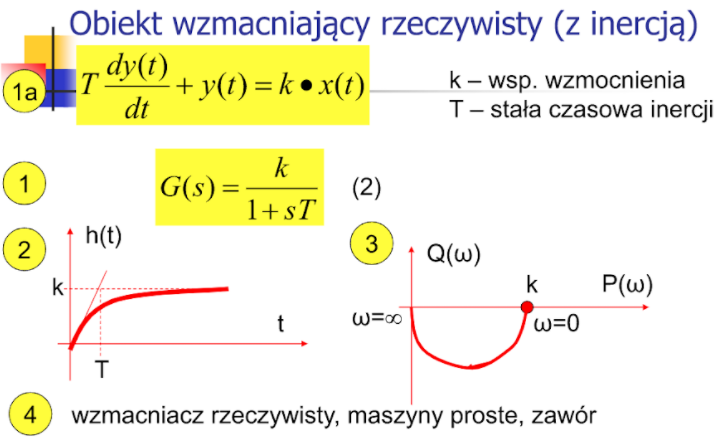 Obiekt wzmacniający rzeczywisty (z inercją)
1a
T dy(t)/dt + y(t) = k • x(t)
k – wsp. wzmocnienia
T – stała czasowa inercji
1
G(s) = k/(1 + sT)
(2)
2
h(t)
k
t
T
3
Q(ω)
k
P(ω)
ω=∞
ω=0
4
wzmacniacz rzeczywisty, maszyny proste, zawór